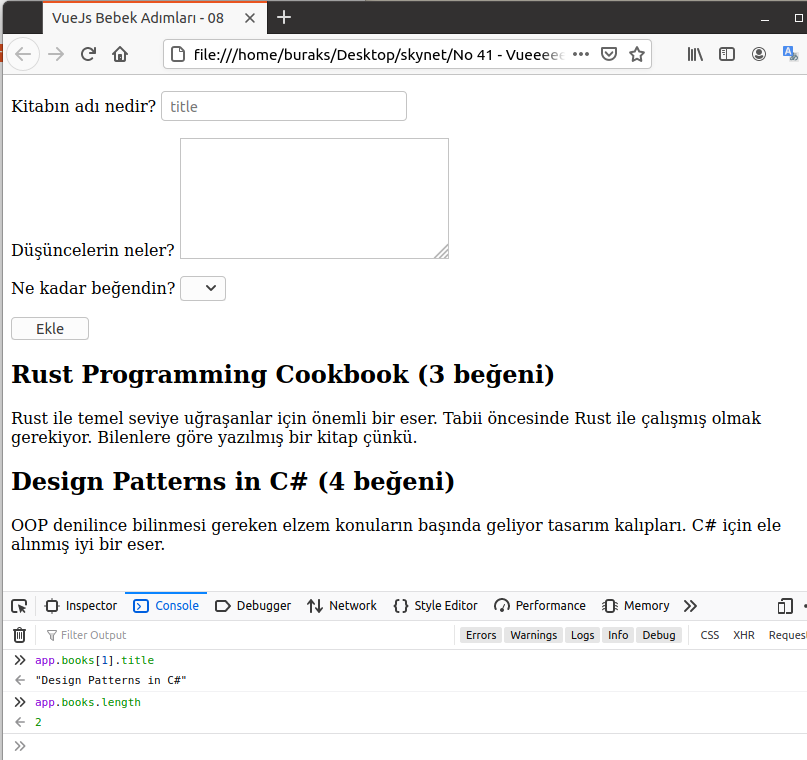 VueJs Bebek Adımları - 08
file:///home/buraks/Desktop/skynet/No 41 - Vueeeee
Kitabın adı nedir? title
Düşüncelerin neler?
Ne kadar beğendin?
Ekle
Rust Programming Cookbook (3 beğeni)
Rust ile temel seviye uğraşanlar için önemli bir eser. Tabii öncesinde Rust ile çalışmış olmak
gerekiyor. Bilenlere göre yazılmış bir kitap çünkü.
Design Patterns in C# (4 beğeni)
OOP denilince bilinmesi gereken elzem konuların başında geliyor tasarım kalıpları. C# için ele
alınmış iyi bir eser.
Inspector Console Debugger Network Style Editor Performance Memory
Filter Output Errors Warnings Logs Info Debug CSS XHR Request
app.books[1].title
"Design Patterns in C#"
app.books.length
2